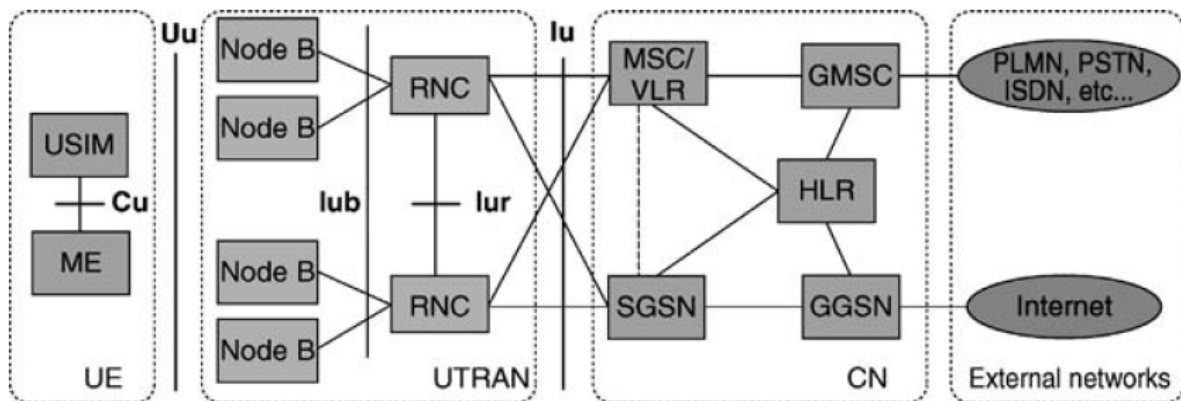 Uu
Iu
Node B
Node B
RNC
MSC/
VLR
GMSC
PLMN, PSTN,
ISDN, etc...
USIM
Cu
ME
Iub
Iur
HLR
Node B
Node B
RNC
SGSN
GGSN
Internet
UE
UTRAN
CN
External networks